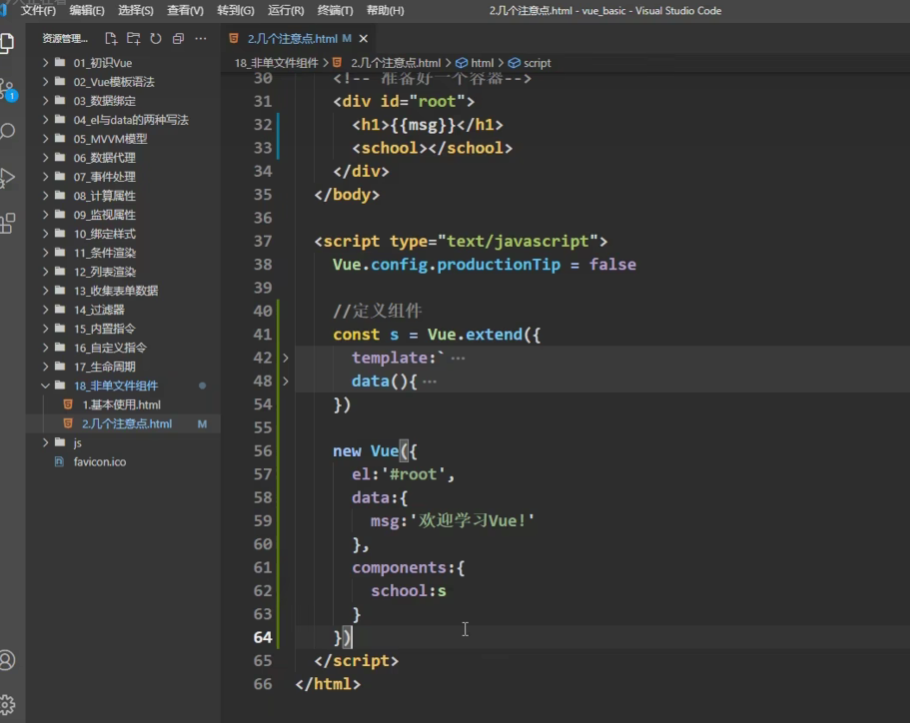 文件(F) 编辑(E) 选择(S) 查看(V) 转到(G) 运行(R) 终端(T) 帮助(H) 2.几个注意点.html - vue_basic - Visual Studio Code
资源管理... 2.几个注意点.html M
18_非单文件组件 > 2.几个注意点.html > html > script
1
01_初识Vue
02_Vue模板语法
03_数据绑定
04_el与data的两种写法
05_MVVM模型
06_数据代理
07_事件处理
08_计算属性
09_监视属性
10_绑定样式
11_条件渲染
12_列表渲染
13_收集表单数据
14_过滤器
15_内置指令
16_自定义指令
17_生命周期
18_非单文件组件
1.基本使用.html
2.几个注意点.html M
js
favicon.ico
30 <!-- 准备好一个容器-->
31 <div id="root">
32 <h1>{{msg}}</h1>
33 <school></school>
34 </div>
35 </body>
36
37 <script type="text/javascript">
38 Vue.config.productionTip = false
39
40 //定义组件
41 const s = Vue.extend({
42 template:` ...
48 data(){ ...
54 })
55
56 new Vue({
57 el:'#root',
58 data:{
59 msg:'欢迎学习Vue!'
60 },
61 components:{
62 school:s
63 }
64 })
65 </script>
66 </html>